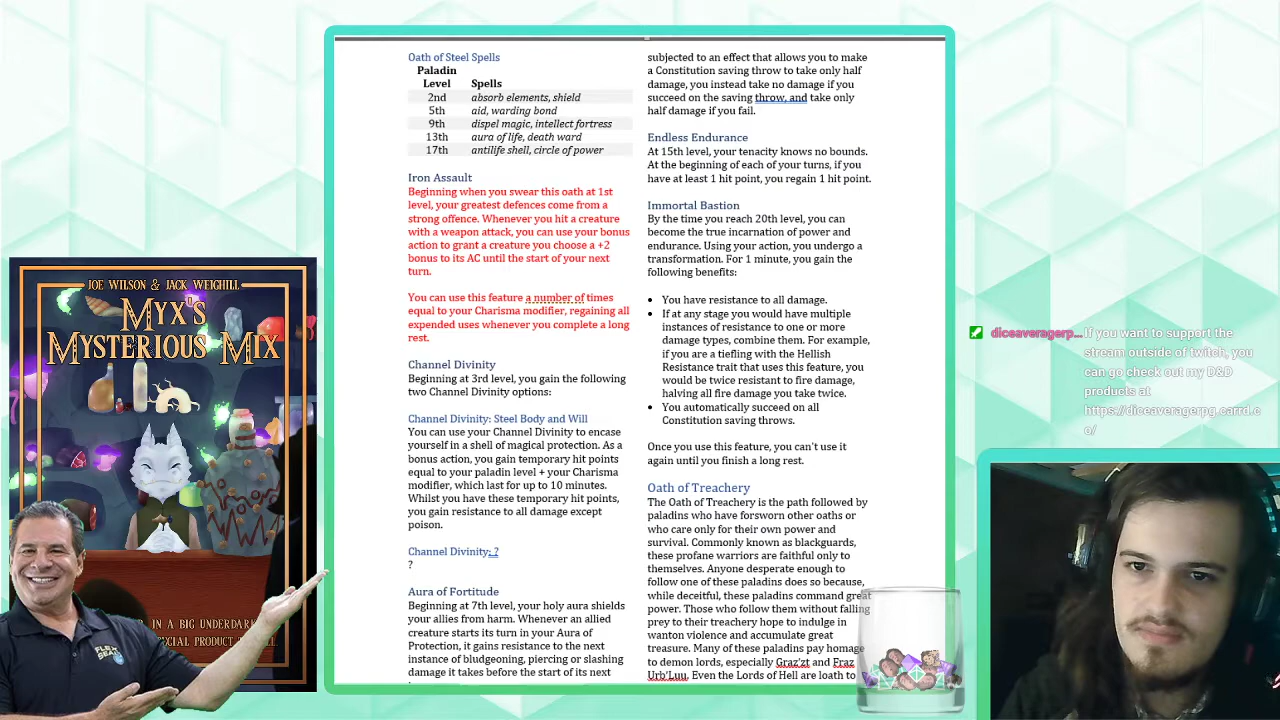 Oath of Steel Spells
Paladin
Level Spells
2nd absorb elements, shield
5th aid, warding bond
9th dispel magic, intellect fortress
13th aura of life, death ward
17th antilife shell, circle of power
Iron Assault
Beginning when you swear this oath at 1st
level, your greatest defences come from a
strong offence. Whenever you hit a creature
with a weapon attack, you can use your bonus
action to grant a creature you choose a +2
bonus to its AC until the start of your next
turn.
You can use this feature a number of times
equal to your Charisma modifier, regaining all
expended uses whenever you complete a long
rest.
Channel Divinity
Beginning at 3rd level, you gain the following
two Channel Divinity options:
Channel Divinity: Steel Body and Will
You can use your Channel Divinity to encase
yourself in a shell of magical protection. As a
bonus action, you gain temporary hit points
equal to your paladin level + your Charisma
modifier, which last for up to 10 minutes.
Whilst you have these temporary hit points,
you gain resistance to all damage except
poison.
Channel Divinity: ?
?
Aura of Fortitude
Beginning at 7th level, your holy aura shields
your allies from harm. Whenever an allied
creature starts its turn in your Aura of
Protection, it gains resistance to the next
instance of bludgeoning, piercing or slashing
damage it takes before the start of its next
subjected to an effect that allows you to make
a Constitution saving throw to take only half
damage, you instead take no damage if you
succeed on the saving throw, and take only
half damage if you fail.
Endless Endurance
At 15th level, your tenacity knows no bounds.
At the beginning of each of your turns, if you
have at least 1 hit point, you regain 1 hit point.
Immortal Bastion
By the time you reach 20th level, you can
become the true incarnation of power and
endurance. Using your action, you undergo a
transformation. For 1 minute, you gain the
following benefits:
• You have resistance to all damage.
• If at any stage you would have multiple
instances of resistance to one or more
damage types, combine them. For example,
if you are a tiefling with the Hellish
Resistance trait that uses this feature, you
would be twice resistant to fire damage,
halving all fire damage you take twice.
• You automatically succeed on all
Constitution saving throws.
Once you use this feature, you can't use it
again until you finish a long rest.
Oath of Treachery
The Oath of Treachery is the path followed by
paladins who have forsworn other oaths or
who care only for their own power and
survival. Commonly known as blackguards,
these profane warriors are faithful only to
themselves. Anyone desperate enough to
follow one of these paladins does so because,
while deceitful, these paladins command great
power. Those who follow them without falling
prey to their treachery hope to indulge in
wanton violence and accumulate great
treasure. Many of these paladins pay homage
to demon lords, especially Graz'zt and Fraz
Urb'Luu. Even the Lords of Hell are loath to
JOE WILSON & JACK WEIGHILL
MYX'S
MYSTERIOUS MIX
IN A BIG UNDERDARK
PRODUCT
FLEX
SEAL
diceaveragerp... If you want to support the
stream outside of twitch, you
can go check out my D&D
products at
https://diceaveragerpg.carrd.c
o/